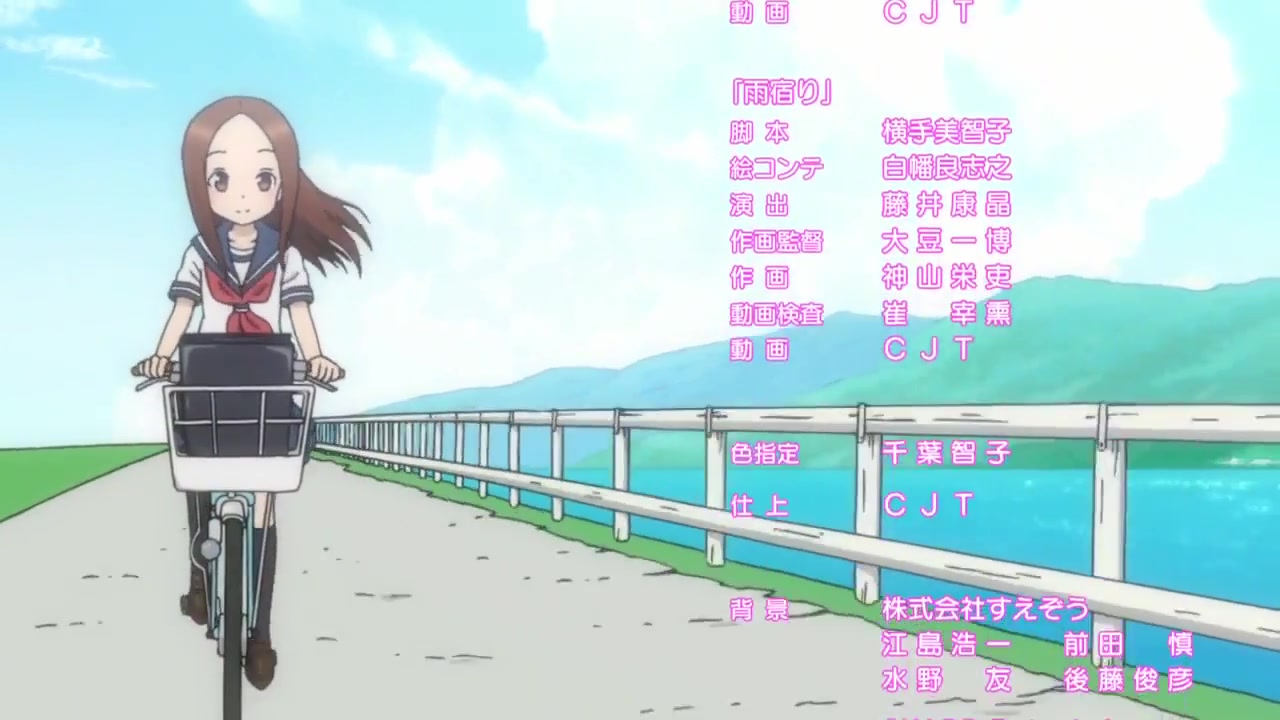 動画 CJT
「雨宿り」
脚本 横手美智子
絵コンテ 白幡良志之
演出 藤井康晶
作画監督 大豆一博
作画 神山栄吏
動画検査 崔 宰薫
動画 CJT
色指定 千葉智子
仕上 CJT
背景 株式会社すえぞう
江島浩一 前田 慎
水野 友 後藤俊彦